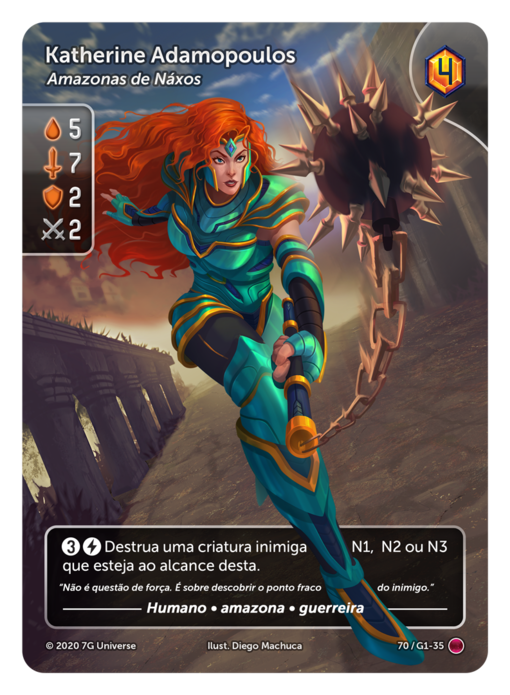 Katherine Adamopoulos
Amazonas de Náxos
4
5
7
2
2
3 Destrua uma criatura inimiga N1, N2 ou N3
que esteja ao alcance desta.
"Não é questão de força. É sobre descobrir o ponto fraco do inimigo."
Humano • amazona • guerreira
© 2020 7G Universe Ilust. Diego Machuca 70 / G1-35